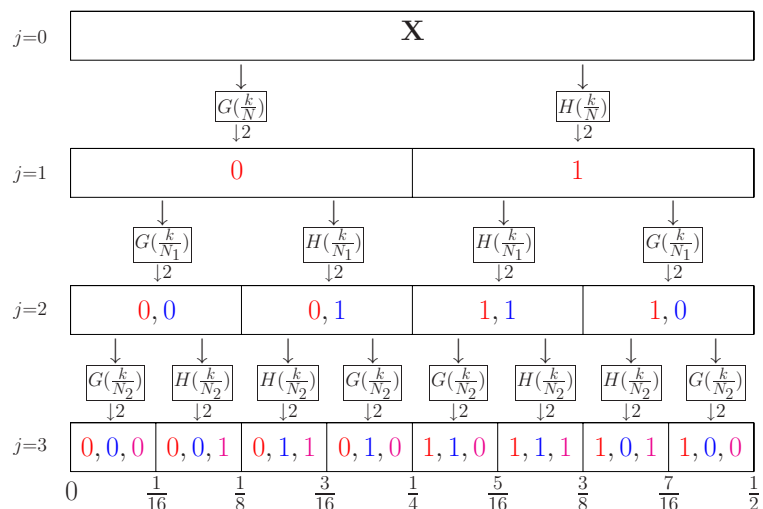 j=0 X
G(k/N) H(k/N)
↓2 ↓2
j=1 0 1
G(k/N₁) H(k/N₁) H(k/N₁) G(k/N₁)
↓2 ↓2 ↓2 ↓2
j=2 0,0 0,1 1,1 1,0
G(k/N₂) H(k/N₂) H(k/N₂) G(k/N₂) G(k/N₂) H(k/N₂) H(k/N₂) G(k/N₂)
↓2 ↓2 ↓2 ↓2 ↓2 ↓2 ↓2 ↓2
j=3 0,0,0 0,0,1 0,1,1 0,1,0 1,1,0 1,1,1 1,0,1 1,0,0
0 1/16 1/8 3/16 1/4 5/16 3/8 7/16 1/2